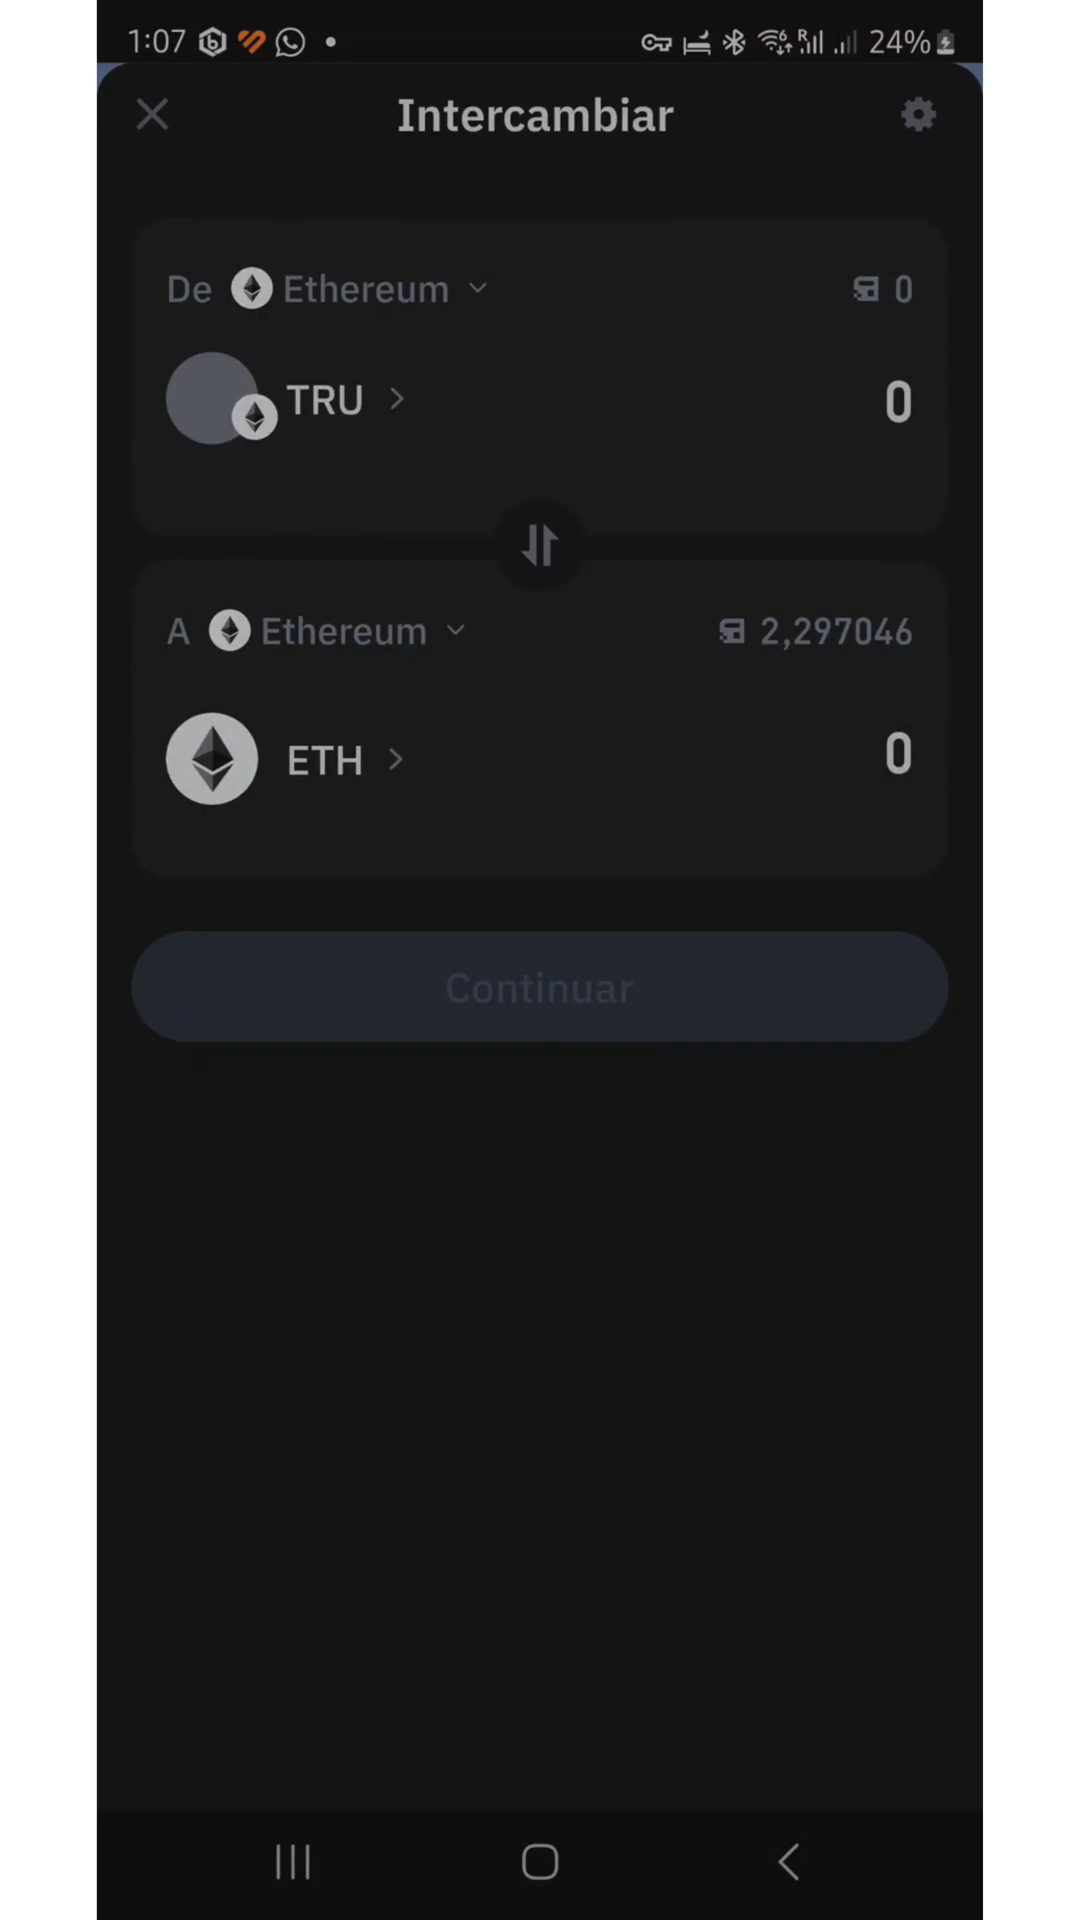 1:07 24%
Intercambiar
De Ethereum 0
TRU 0
A Ethereum 2,297046
ETH 0
Continuar